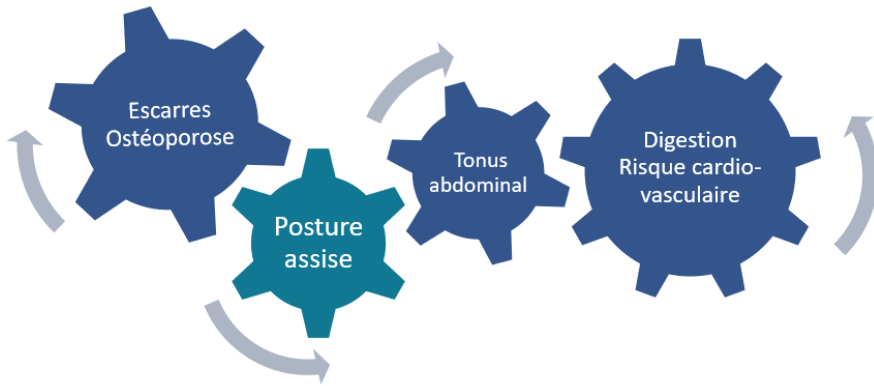 Escarres
Ostéoporose
Posture
assise
Tonus
abdominal
Digestion
Risque cardio-
vasculaire